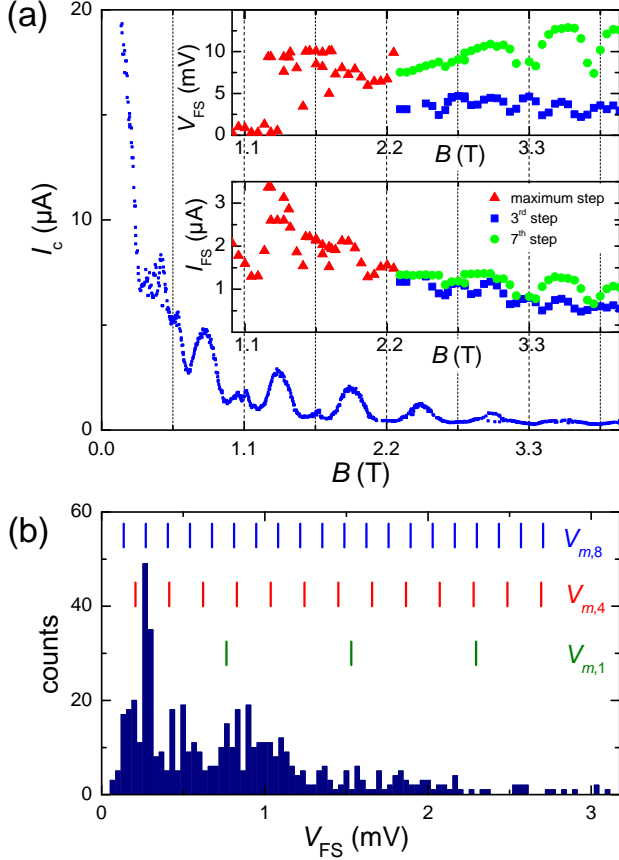 (a)
V_FS (mV)
15
10
5
0
1.1
2.2
3.3
B (T)
I_FS (µA)
3
2
1
0
maximum step
3rd step
7th step
1.1
2.2
3.3
B (T)
I_c (µA)
20
10
0
0.0
1.1
2.2
3.3
B (T)
(b)
counts
60
40
20
0
V_m,8
V_m,4
V_m,1
0
1
2
3
V_FS (mV)